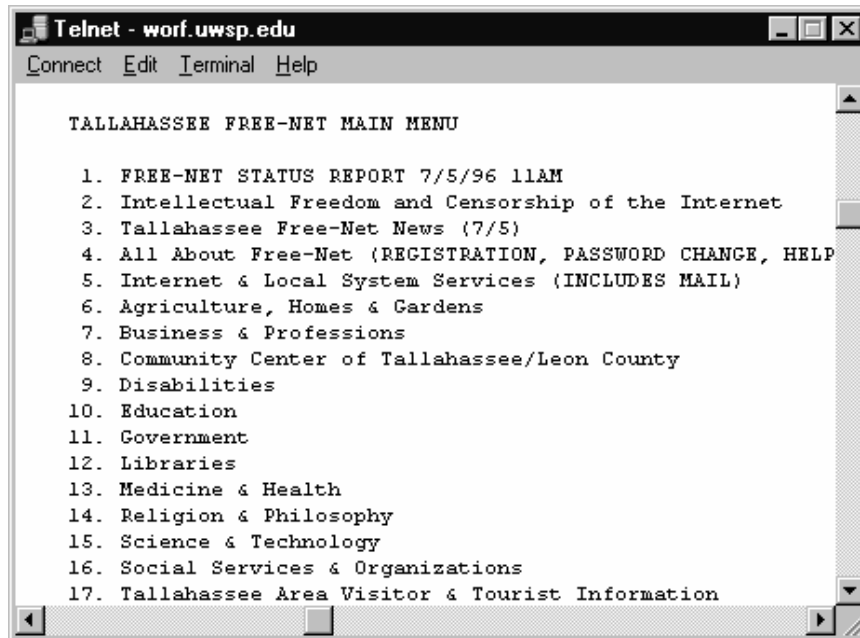 Telnet - worf.uwsp.edu
Connect Edit Terminal Help
TALLAHASSEE FREE-NET MAIN MENU
1. FREE-NET STATUS REPORT 7/5/96 11AM
2. Intellectual Freedom and Censorship of the Internet
3. Tallahassee Free-Net News (7/5)
4. All About Free-Net (REGISTRATION, PASSWORD CHANGE, HELP
5. Internet & Local System Services (INCLUDES MAIL)
6. Agriculture, Homes & Gardens
7. Business & Professions
8. Community Center of Tallahassee/Leon County
9. Disabilities
10. Education
11. Government
12. Libraries
13. Medicine & Health
14. Religion & Philosophy
15. Science & Technology
16. Social Services & Organizations
17. Tallahassee Area Visitor & Tourist Information